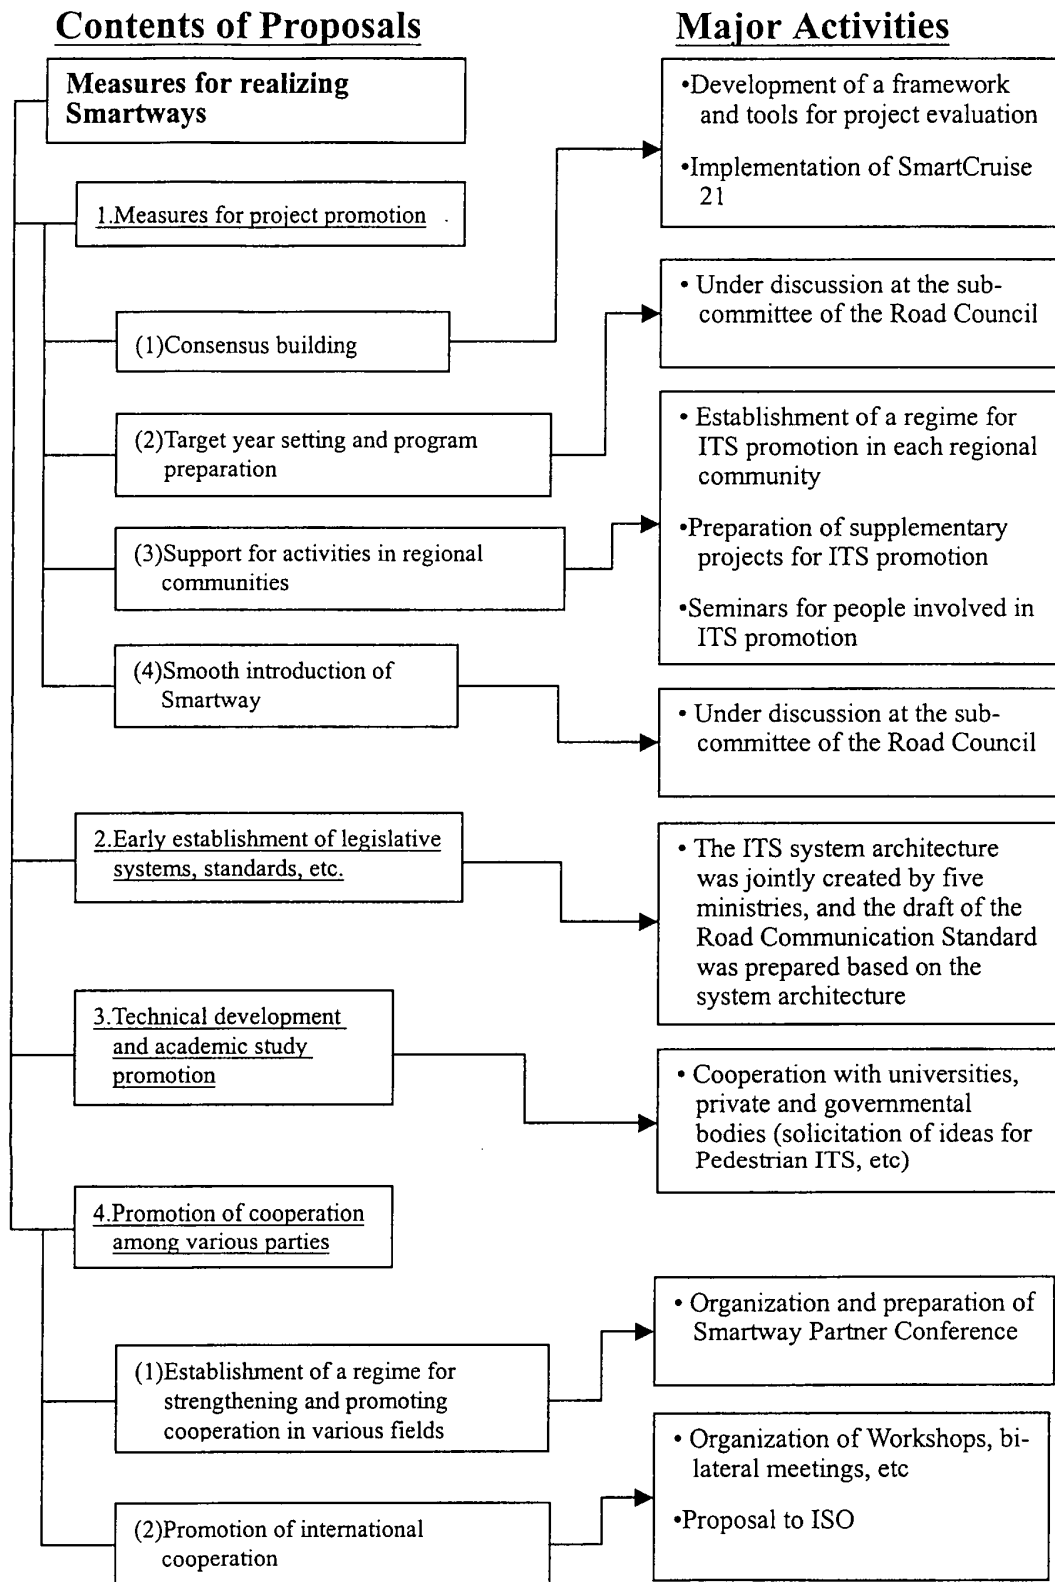 Contents of Proposals
Major Activities
Measures for realizing
Smartways
•Development of a framework
and tools for project evaluation
•Implementation of SmartCruise
21
1.Measures for project promotion
• Under discussion at the sub-
committee of the Road Council
(1)Consensus building
(2)Target year setting and program
preparation
• Establishment of a regime for
ITS promotion in each regional
community
•Preparation of supplementary
projects for ITS promotion
•Seminars for people involved in
ITS promotion
(3)Support for activities in regional
communities
(4)Smooth introduction of
Smartway
• Under discussion at the sub-
committee of the Road Council
2.Early establishment of legislative
systems, standards, etc.
• The ITS system architecture
was jointly created by five
ministries, and the draft of the
Road Communication Standard
was prepared based on the
system architecture
3.Technical development
and academic study
promotion
• Cooperation with universities,
private and governmental
bodies (solicitation of ideas for
Pedestrian ITS, etc)
4.Promotion of cooperation
among various parties
• Organization and preparation of
Smartway Partner Conference
(1)Establishment of a regime for
strengthening and promoting
cooperation in various fields
• Organization of Workshops, bi-
lateral meetings, etc
•Proposal to ISO
(2)Promotion of international
cooperation